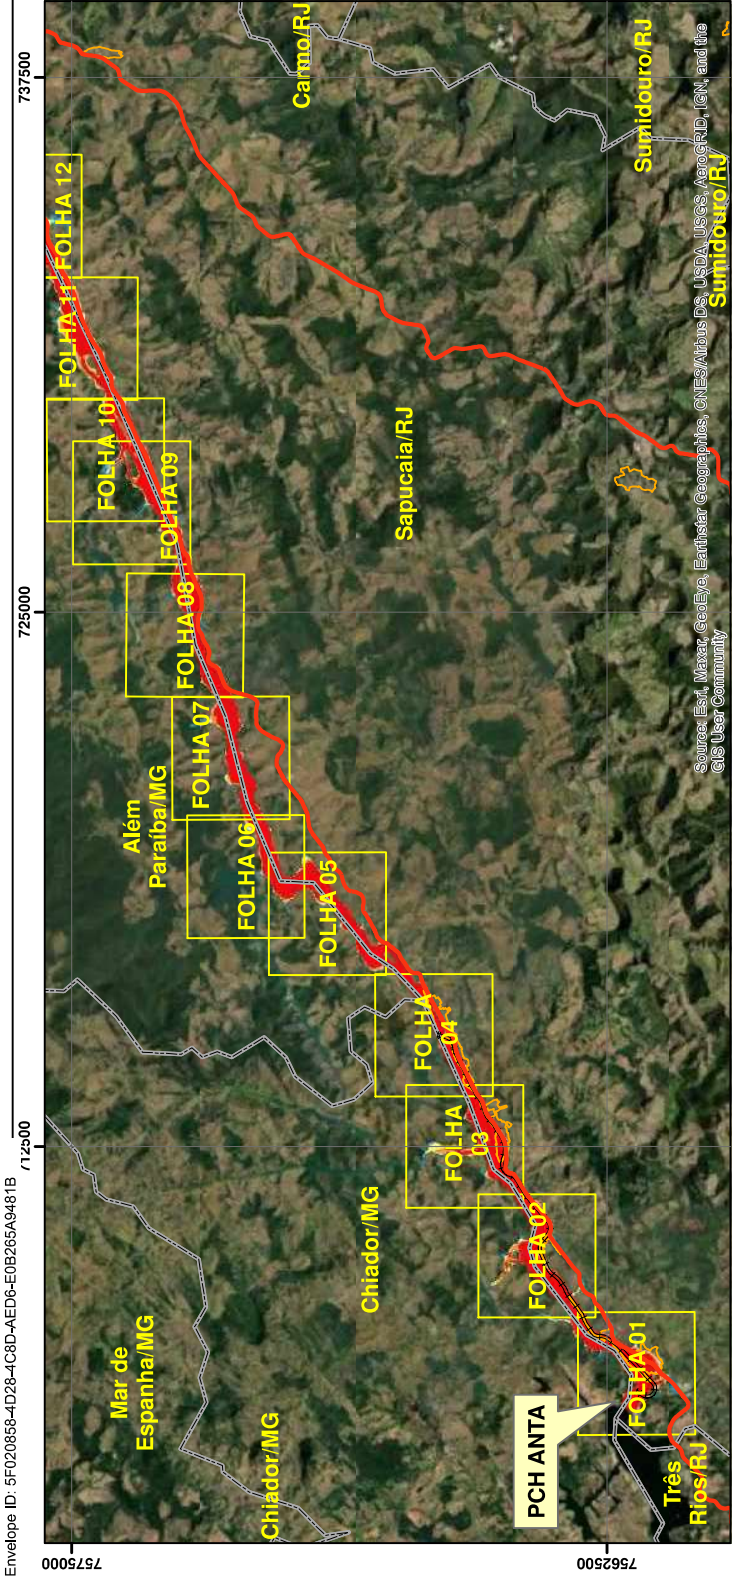 Envelope ID: 5F020858-4D28-4C8D-AED6-E0B265A9481B
712500
725000
737500
7575000
7562500
Mar de
Espanha/MG
Chiador/MG
Chiador/MG
Além
Paraíba/MG
Sapucaia/RJ
Carmo/RJ
Sumidouro/RJ
Sumidouro/RJ
Três
Rios/RJ
PCH ANTA
FOLHA 01
FOLHA 02
FOLHA
03
FOLHA
04
FOLHA 05
FOLHA 06
FOLHA 07
FOLHA 08
FOLHA 09
FOLHA 10
FOLHA 11
FOLHA 12
Source: Esri, Maxar, GeoEye, Earthstar Geographics, CNES/Airbus DS, USDA, USGS, AeroGRID, IGN, and the
GIS User Community